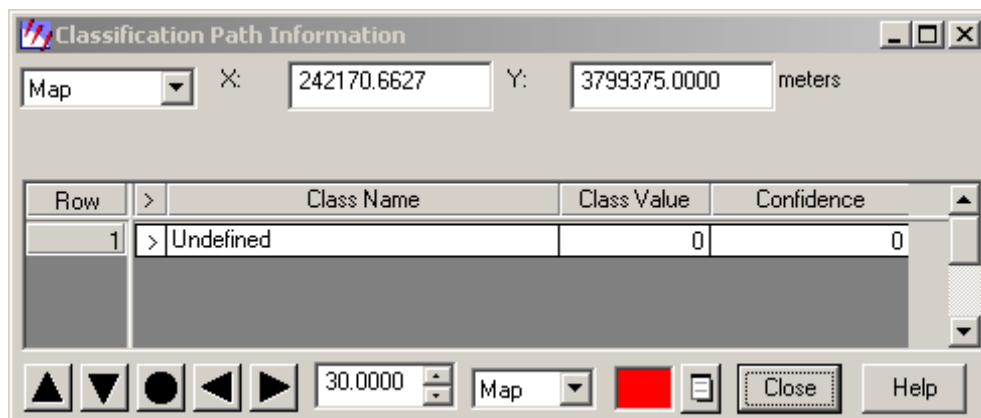 Classification Path Information
Map X: 242170.6627 Y: 3799375.0000 meters
Row > Class Name Class Value Confidence
1 > Undefined 0 0
30.0000 Map Close Help